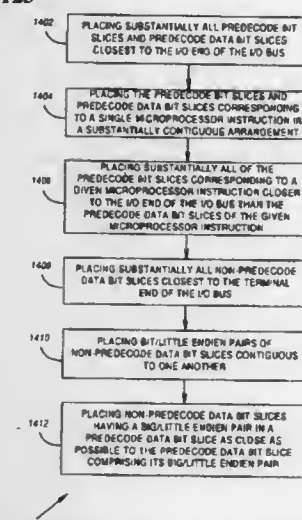 1402
PLACING SUBSTANTIALLY ALL PREDECODE BIT
SLICES AND PREDECODE DATA BIT SLICES
CLOSEST TO THE I/O END OF THE I/O BUS
1404
PLACING THE PREDECODE BIT SLICES AND
PREDECODE DATA BIT SLICES CORRESPONDING
TO A SINGLE MICROPROCESSOR INSTRUCTION IN
A SUBSTANTIALLY CONTIGUOUS ARRANGEMENT
1406
PLACING SUBSTANTIALLY ALL OF THE
PREDECODE BIT SLICES CORRESPONDING TO A
GIVEN MICROPROCESSOR INSTRUCTION CLOSER
TO THE I/O END OF THE I/O BUS THAN THE
PREDECODE DATA BIT SLICES OF THE GIVEN
MICROPROCESSOR INSTRUCTION
1408
PLACING SUBSTANTIALLY ALL NON-PREDECODE
DATA BIT SLICES CLOSEST TO THE TERMINAL
END OF THE I/O BUS
1410
PLACING BIT/LITTLE ENDIEN PAIRS OF
NON-PREDECODE DATA BIT SLICES CONTIGUOUS
TO ONE ANOTHER
1412
PLACING NON-PREDECODE DATA BIT SLICES
HAVING A BIG/LITTLE ENDIEN PAIR IN A
PREDECODE DATA BIT SLICE AS CLOSE AS
POSSIBLE TO THE PREDECODE DATA BIT SLICE
COMPRISING ITS BIG/LITTLE ENDIEN PAIR